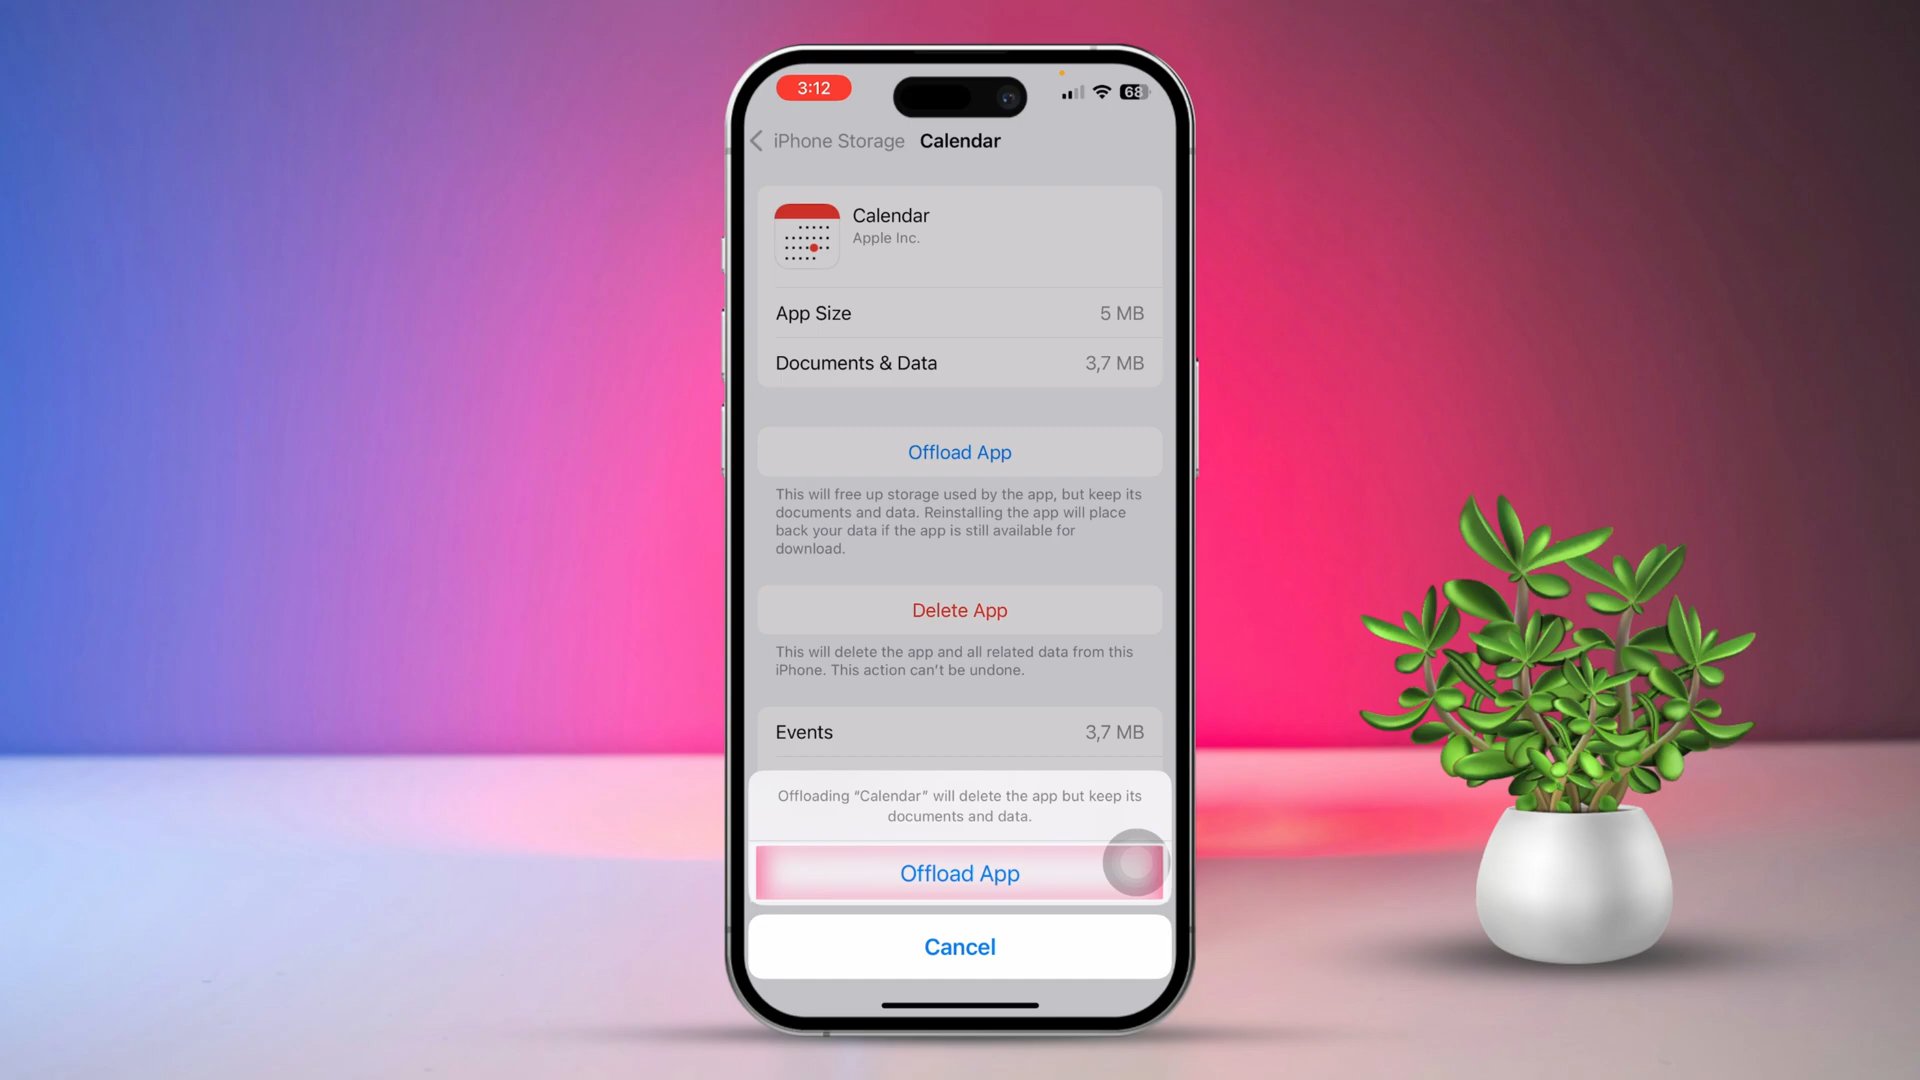 3:12
68
iPhone Storage Calendar
Calendar
Apple Inc.
App Size 5 MB
Documents & Data 3,7 MB
Offload App
This will free up storage used by the app, but keep its
documents and data. Reinstalling the app will place
back your data if the app is still available for
download.
Delete App
This will delete the app and all related data from this
iPhone. This action can't be undone.
Events 3,7 MB
Offloading “Calendar” will delete the app but keep its
documents and data.
Offload App
Cancel